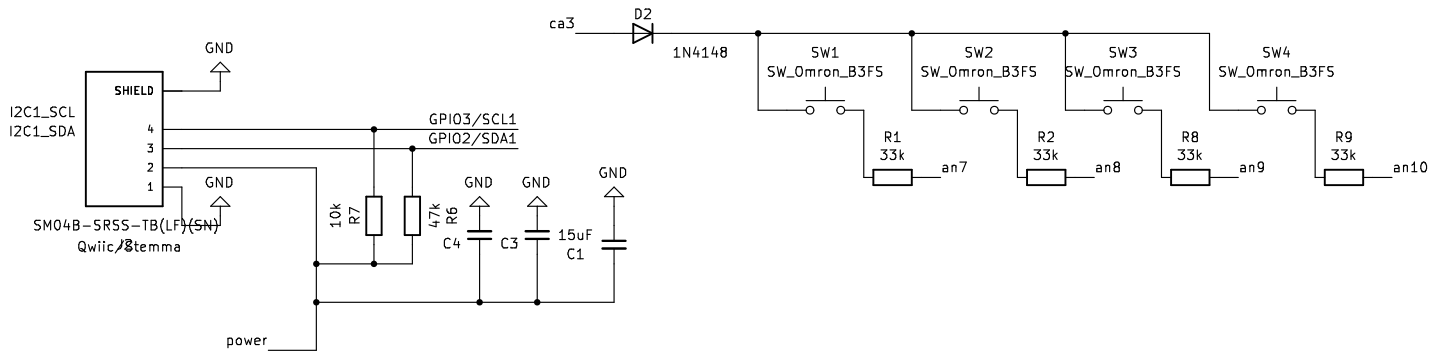 ca3
D2
1N4148
SW1
SW_Omron_B3FS
SW2
SW_Omron_B3FS
SW3
SW_Omron_B3FS
SW4
SW_Omron_B3FS
R1
33k
an7
R2
33k
an8
R8
33k
an9
R9
33k
an10
GND
SHIELD
I2C1_SCL
I2C1_SDA
4
3
2
1
GPIO3/SCL1
GPIO2/SDA1
GND
SM04B-SRSS-TB(LF)(SN)
Qwiic/Stemma
10k
R7
47k
R6
GND
C4
GND
C3
GND
15uF
C1
power